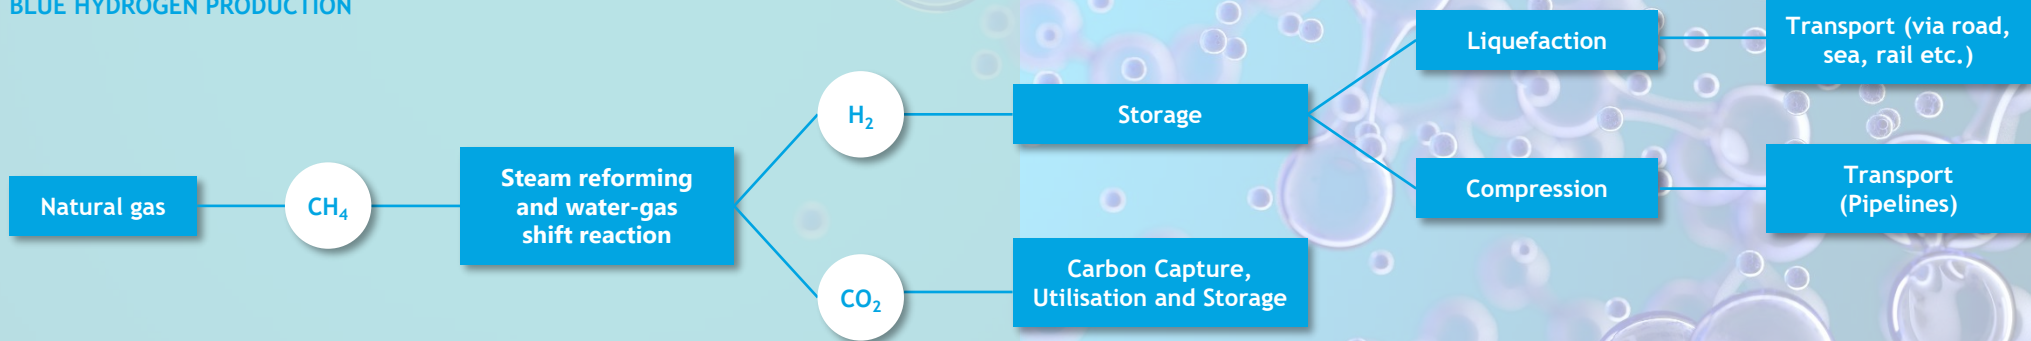 BLUE HYDROGEN PRODUCTION
Natural gas
CH₄
Steam reforming
and water-gas
shift reaction
H₂
CO₂
Storage
Carbon Capture,
Utilisation and Storage
Liquefaction
Compression
Transport (via road,
sea, rail etc.)
Transport
(Pipelines)